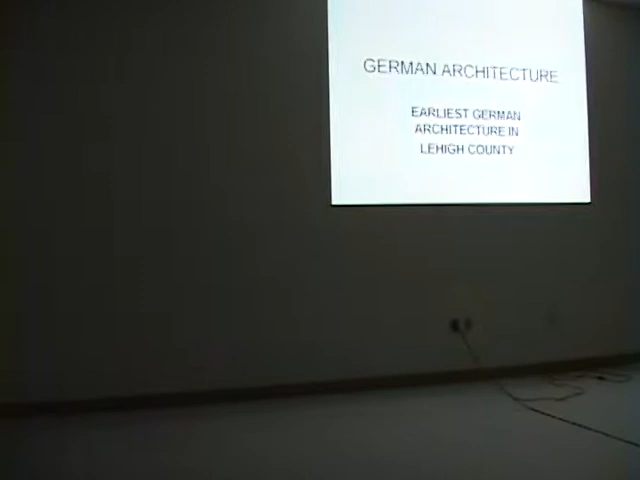 GERMAN ARCHITECTURE
EARLIEST GERMAN
ARCHITECTURE IN
LEHIGH COUNTY